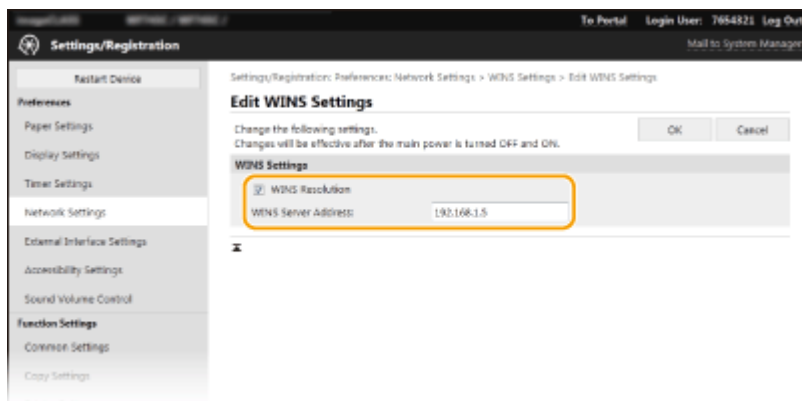 To Portal Login User: 7654321 Log Out
Settings/Registration
Mail to System Manager
Restart Device
Preferences
Paper Settings
Display Settings
Timer Settings
Network Settings
External Interface Settings
Accessibility Settings
Sound Volume Control
Function Settings
Common Settings
Copy Settings
Settings/Registration: Preferences: Network Settings > WINS Settings > Edit WINS Settings
Edit WINS Settings
Change the following settings.
Changes will be effective after the main power is turned OFF and ON.
OK Cancel
WINS Settings
WINS Resolution
WINS Server Address: 192.168.1.5